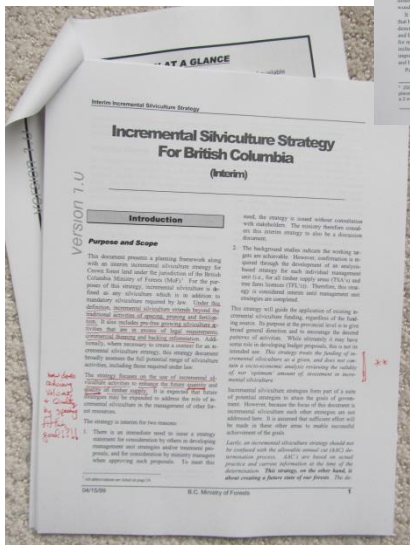 AT A GLANCE
available
Interim Incremental Silviculture Strategy
Incremental Silviculture Strategy
For British Columbia
(Interim)
Version 1.0
Introduction
Purpose and Scope
This document presents a planning framework along
with an interim incremental silviculture strategy for
Crown forest land under the jurisdiction of the British
Columbia Ministry of Forests (MoF). For the pur-
poses of this strategy, incremental silviculture is de-
fined as any silviculture which is in addition to
mandatory silviculture required by law. Under this
definition, incremental silviculture extends beyond the
traditional activities of spacing, pruning and fertiliza-
tion. It also includes pro-free growing silviculture ac-
tivities that are in excess of legal requirements,
commercial thinning and backlog reforestation. Addi-
tionally, where necessary to create a context for an in-
cremental silviculture strategy, this strategy document
broadly mentions the full potential range of silviculture
activities, including those required under law.
The strategy focuses on the use of incremental sil-
viculture activities to enhance the future quantity and
quality of timber supply. It is expected that future
strategies may be expanded to address the role of in-
cremental silviculture in the management of other for-
est resources.
The strategy is interim for two reasons:
1. There is an immediate need to issue a strategy
statement for consideration by others in developing
management unit strategies and/or treatment pro-
posals, and for consideration by ministry managers
when approving such proposals. To meet this
need, the strategy is issued without consultation
with stakeholders. The ministry therefore consid-
ers this interim strategy to also be a discussion
document.
2. The background studies indicate the working tar-
gets are achievable. However, confirmation is re-
quired through the development of an analysis-
based strategy for each individual management
unit (i.e., for all timber supply areas (TSA's) and
tree farm licences (TFL's)). Therefore, this strat-
egy is considered interim until management unit
strategies are completed.
This strategy will guide the application of existing in-
cremental silviculture funding, regardless of the fund-
ing source. Its purpose at the provincial level is to give
broad general direction and to encourage the desired
patterns of activities. While ultimately it may have
some role in developing budget proposals, this is not its
intended use. This strategy treats the funding of in-
cremental silviculture as a given, and does not con-
duct a socio-economic analysis reviewing the validity
of nor 'optimum' amount of investment in incre-
mental silviculture.
**
Incremental silviculture strategies form part of a suite
of potential strategies to attain the goals of govern-
ment. However, because the focus of this document is
incremental silviculture such other strategies are not
addressed here. It is assumed that sufficient effort will
be made in these other areas to enable successful
achievement of the goals.
Lastly, an incremental silviculture strategy should not
be confused with the allowable annual cut (AAC) de-
termination process. AAC's are based on actual
practice and current information at the time of the
determination. This strategy, on the other hand, is
about creating a future state of our forests. The de-
04/15/99 B.C. Ministry of Forests 1